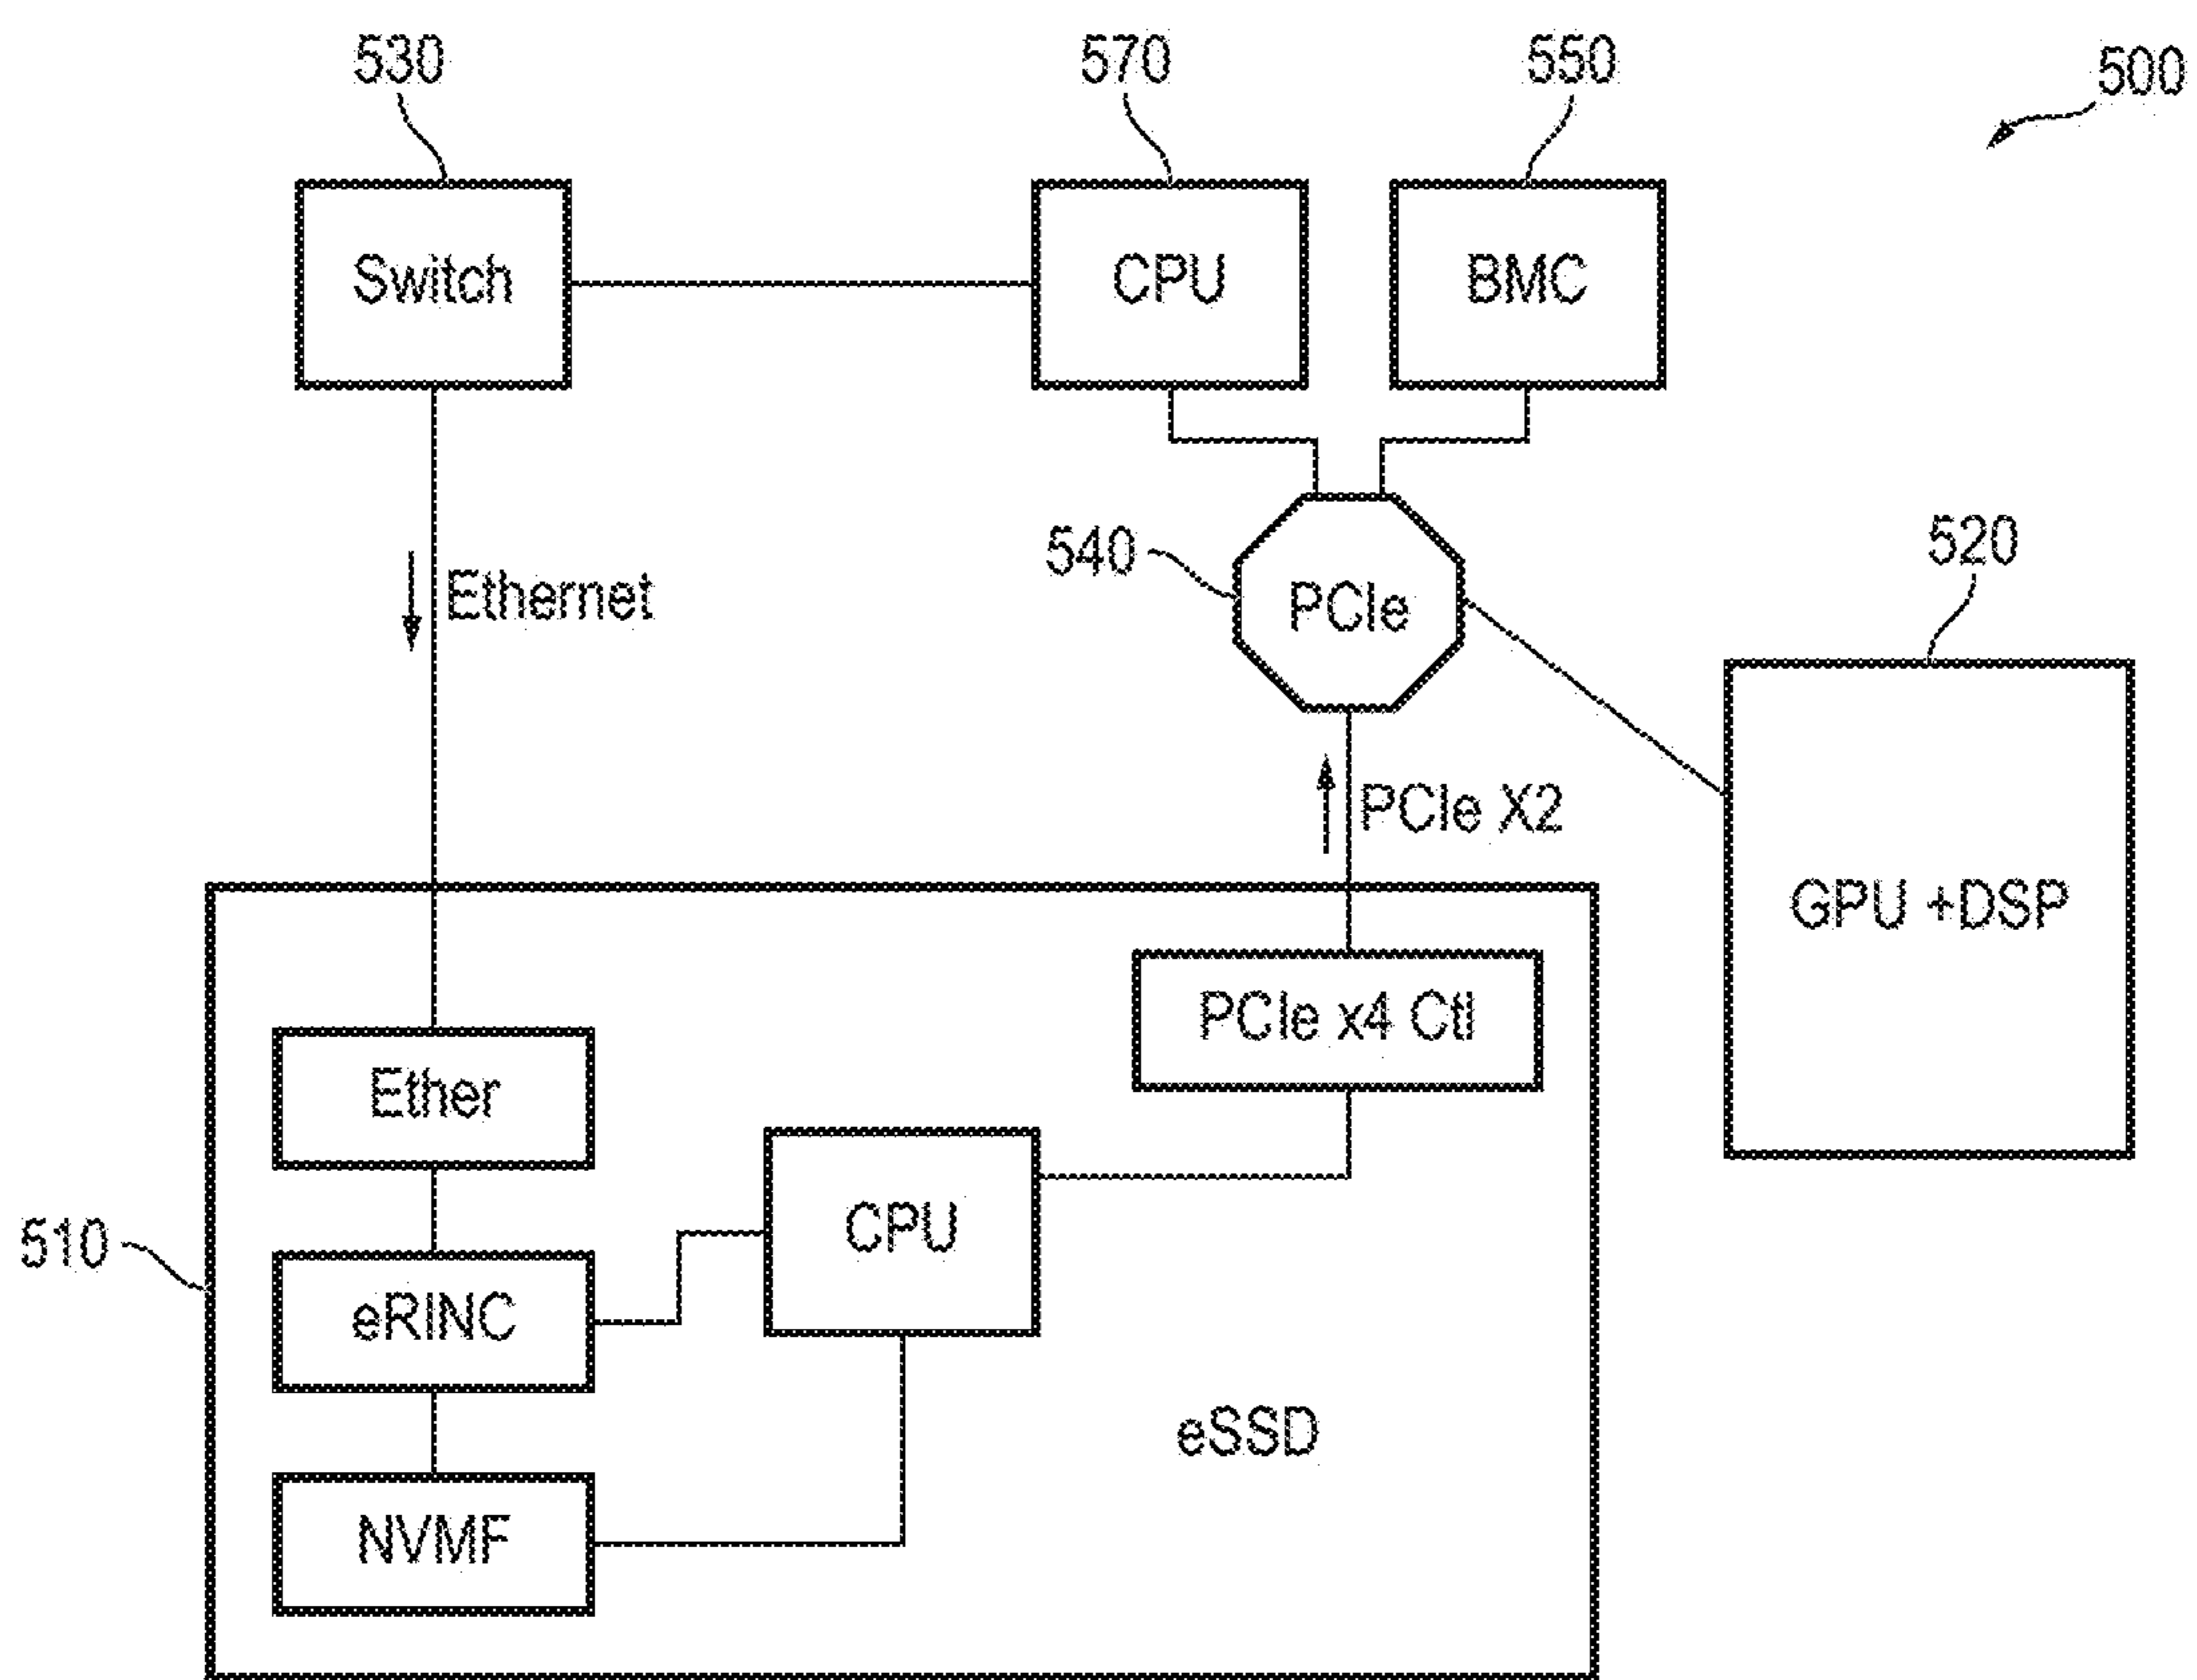 530
570
550
500
Switch
CPU
BMC
540
PCIe
520
Ethernet
PCIe X2
GPU +DSP
PCIe x4 Ctl
Ether
CPU
510
eRINC
eSSD
NVMF